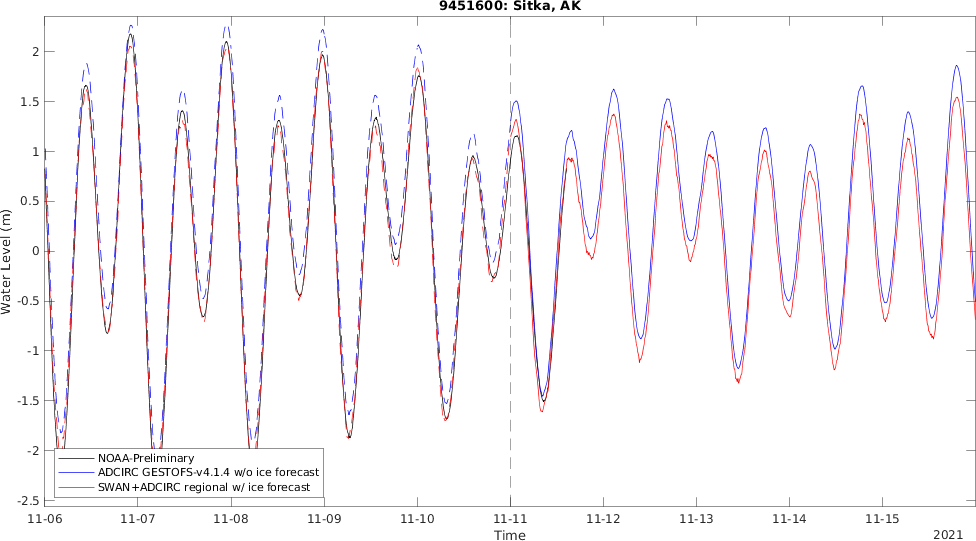 9451600: Sitka, AK
Water Level (m)
2
1.5
1
0.5
0
-0.5
-1
-1.5
-2
-2.5
NOAA-Preliminary
ADCIRC GESTOFS-v4.1.4 w/o ice forecast
SWAN+ADCIRC regional w/ ice forecast
11-06 11-07 11-08 11-09 11-10 11-11 11-12 11-13 11-14 11-15
Time
2021